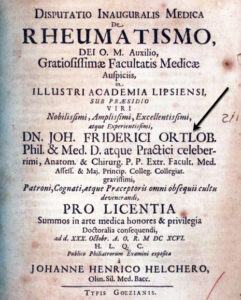 DISPUTATIO INAUGURALIS MEDICA
DE
RHEUMATISMO,
DEI O. M. Auxilio,
Gratiosissimæ Facultatis Medicæ
Auspiciis,
in
ILLUSTRI ACADEMIA LIPSIENSI,
SUB PRÆSIDIO
VIRI
Nobilissimi, Amplissimi, Excellentissimi,
atque Experientissimi,
DN. JOH. FRIDERICI ORTLOB.
Phil. & Med. D. atque Practici celeber-
rimi, Anatom. & Chirurg. P. P. Extr. Facult. Med.
Assess. & Maj. Princip. Colleg. Collegiat.
gravissimi,
Patroni, Cognati, atque Præceptoris omni obsequii cultu
devenerandi,
PRO LICENTIA
Summos in arte medica honores & privilegia
Doctoralia consequendi,
ad d. XXX. Octobr. A. O. R. M DC XCVI.
H. L. Q. C.
Publico Philiatrorum Examini exposita
à
JOHANNE HENRICO HELCHERO,
Olsn. Sil. Med. Bacc.
TYPIS GOEZIANIS.